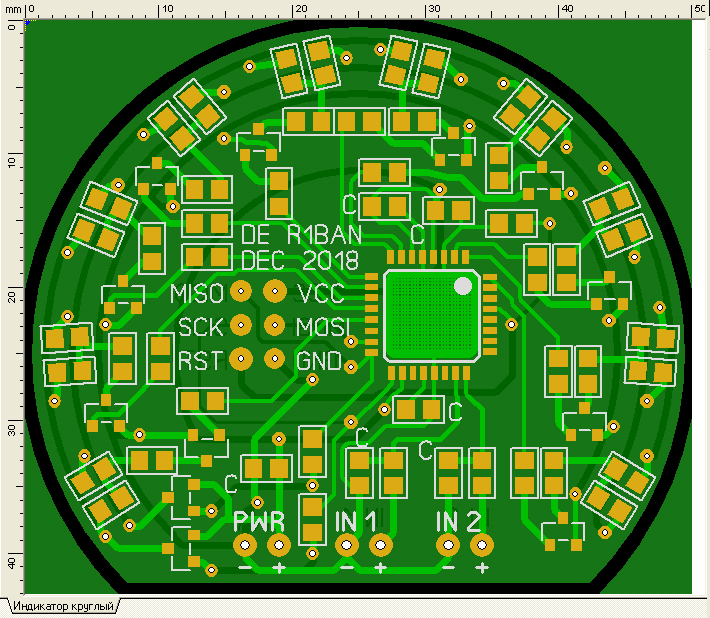 mm 0 10 20 30 40 50
0
10
20
30
40
C
C
DE R1BAN
DEC 2018
MISO VCC
SCK MOSI
RST GND
C
C
C
C
PWR IN 1 IN 2
- + - + - +
Индикатор круглый